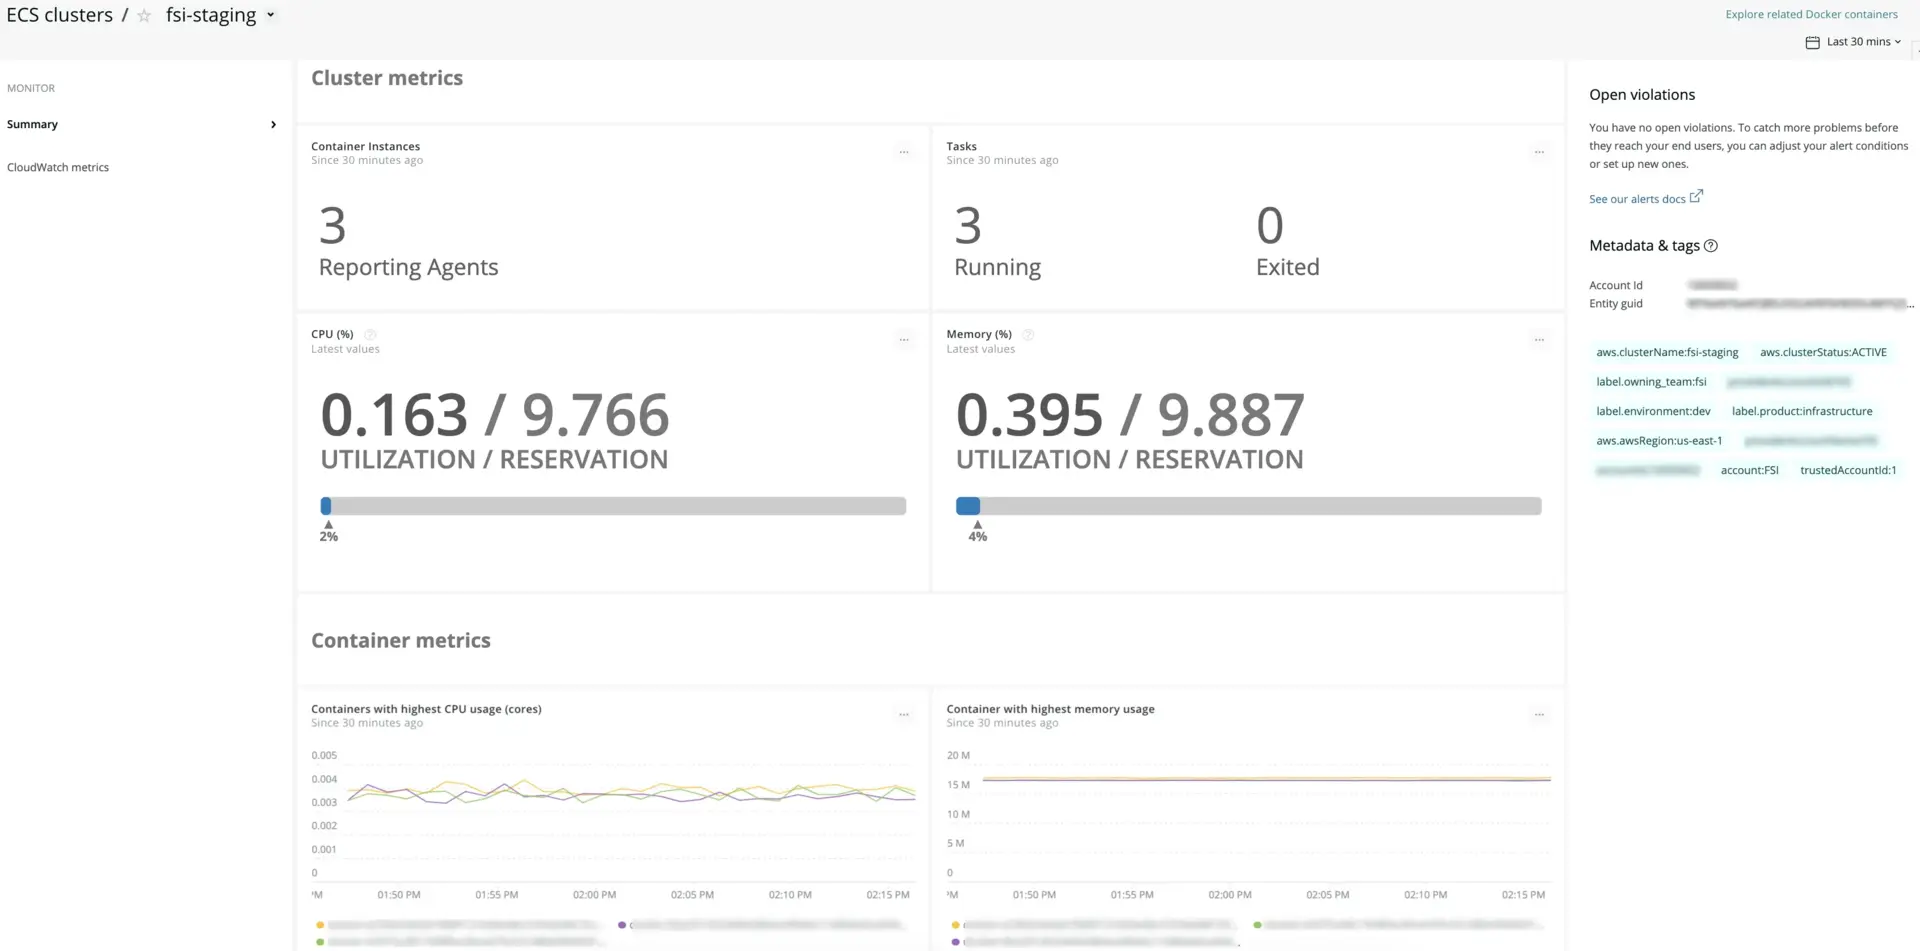 ECS clusters / ☆ fsi-staging
Explore related Docker containers
Last 30 mins
MONITOR
Summary
CloudWatch metrics
Cluster metrics
Container Instances
Since 30 minutes ago
...
3
Reporting Agents
Tasks
Since 30 minutes ago
...
3
Running
0
Exited
CPU (%) ?
Latest values
...
0.163 / 9.766
UTILIZATION / RESERVATION
2%
Memory (%) ?
Latest values
...
0.395 / 9.887
UTILIZATION / RESERVATION
4%
Container metrics
Containers with highest CPU usage (cores)
Since 30 minutes ago
...
0.005
0.004
0.003
0.002
0.001
0
PM 01:50 PM 01:55 PM 02:00 PM 02:05 PM 02:10 PM 02:15 PM
Container with highest memory usage
Since 30 minutes ago
...
20 M
15 M
10 M
5 M
0
PM 01:50 PM 01:55 PM 02:00 PM 02:05 PM 02:10 PM 02:15 PM
Open violations
You have no open violations. To catch more problems before
they reach your end users, you can adjust your alert conditions
or set up new ones.
See our alerts docs
Metadata & tags ?
Account Id
Entity guid
aws.clusterName:fsi-staging aws.clusterStatus:ACTIVE
label.owning_team:fsi
label.environment:dev label.product:infrastructure
aws.awsRegion:us-east-1
account:FSI trustedAccountId:1